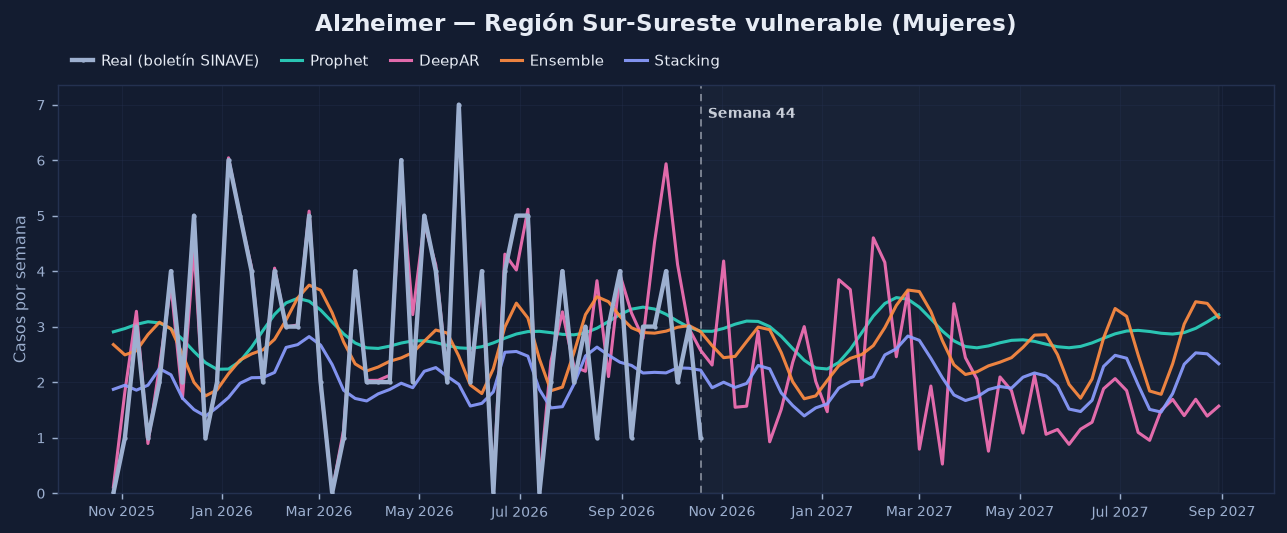 Alzheimer — Región Sur-Sureste vulnerable (Mujeres)
Real (boletín SINAVE) Prophet DeepAR Ensemble Stacking
Semana 44
Casos por semana
7
6
5
4
3
2
1
0
Nov 2025 Jan 2026 Mar 2026 May 2026 Jul 2026 Sep 2026 Nov 2026 Jan 2027 Mar 2027 May 2027 Jul 2027 Sep 2027